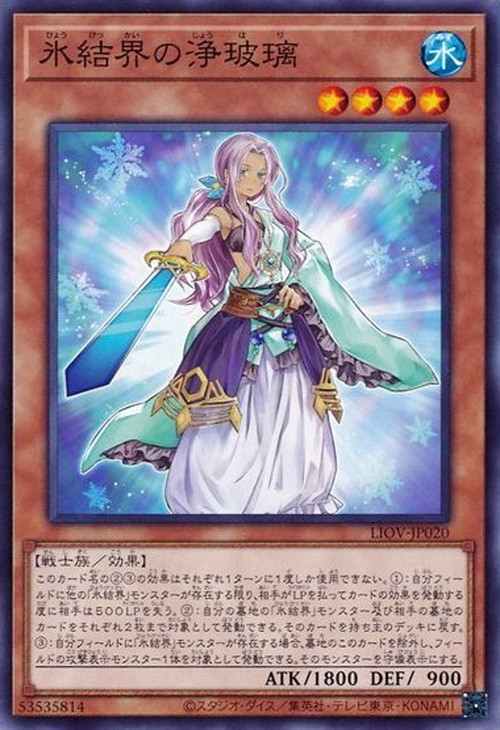 氷結界の浄玻璃
水
LIOV-JP020
【戦士族／効果】
このカード名の②③の効果はそれぞれ1ターンに1度しか使用できない。①：自分フィー
ルドに他の「氷結界」モンスターが存在する限り、相手がLPを払ってカードの効果を発動する
度に相手は５００LPを失う。②：自分の墓地の「氷結界」モンスター及び相手の墓地の
カードをそれぞれ２枚まで対象として発動できる。そのカードを持ち主のデッキに戻す。
③：自分フィールドに「氷結界」モンスターが存在する場合、墓地のこのカードを除外し、フィール
ドの攻撃表示モンスター1体を対象として発動できる。そのモンスターを守備表示にする。
ATK/1800 DEF/ 900
53535814 ©スタジオ・ダイス／集英社・テレビ東京・KONAMI